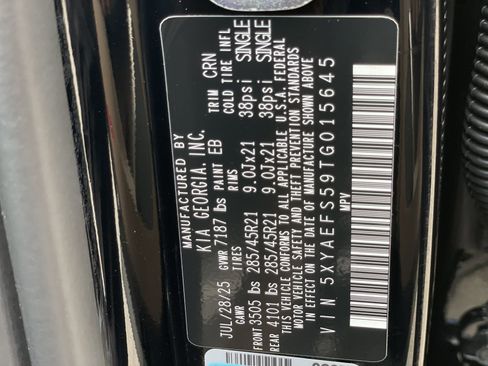 MANUFACTURED BY
KIA GEORGIA, INC.
JUL/28/25 GVWR 7187 lbs PAINT EB TRIM CRN
GAWR TIRES RIMS COLD TIRE INFL
FRONT 3505 lbs 285/45R21 9.0Jx21 38psi SINGLE
REAR 4101 lbs 285/45R21 9.0Jx21 38psi SINGLE
THIS VEHICLE CONFORMS TO ALL APPLICABLE U.S.A. FEDERAL
MOTOR VEHICLE SAFETY AND THEFT PREVENTION STANDARDS
IN EFFECT ON THE DATE OF MANUFACTURE SHOWN ABOVE
VIN 5XYAEFS59TG015645
MPV